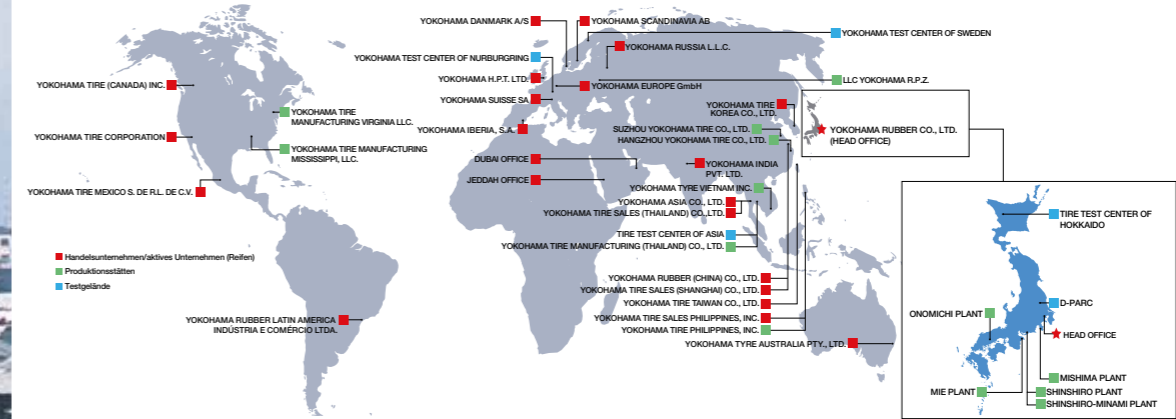 YOKOHAMA DANMARK A/S
YOKOHAMA SCANDINAVIA AB
YOKOHAMA TEST CENTER OF SWEDEN
YOKOHAMA RUSSIA L.L.C.
YOKOHAMA TEST CENTER OF NURBURGRING
YOKOHAMA H.P.T. LTD.
LLC YOKOHAMA R.P.Z.
YOKOHAMA TIRE (CANADA) INC.
YOKOHAMA EUROPE GmbH
YOKOHAMA SUISSE SA
YOKOHAMA TIRE
KOREA CO., LTD.
YOKOHAMA TIRE
MANUFACTURING VIRGINIA LLC.
YOKOHAMA IBERIA, S.A.
SUZHOU YOKOHAMA TIRE CO., LTD.
HANGZHOU YOKOHAMA TIRE CO., LTD.
YOKOHAMA RUBBER CO., LTD.
(HEAD OFFICE)
YOKOHAMA TIRE CORPORATION
YOKOHAMA TIRE MANUFACTURING
MISSISSIPPI, LLC.
DUBAI OFFICE
YOKOHAMA INDIA
PVT. LTD.
JEDDAH OFFICE
YOKOHAMA TIRE MEXICO S. DE R.L. DE C.V.
YOKOHAMA TYRE VIETNAM INC.
YOKOHAMA ASIA CO., LTD.
YOKOHAMA TIRE SALES (THAILAND) CO.,LTD.
TIRE TEST CENTER OF ASIA
YOKOHAMA TIRE MANUFACTURING (THAILAND) CO., LTD.
Handelsunternehmen/aktives Unternehmen (Reifen)
Produktionsstätten
Testgelände
YOKOHAMA RUBBER (CHINA) CO., LTD.
YOKOHAMA TIRE SALES (SHANGHAI) CO., LTD.
YOKOHAMA TIRE TAIWAN CO., LTD.
YOKOHAMA TIRE SALES PHILIPPINES, INC.
YOKOHAMA TIRE PHILIPPINES, INC.
YOKOHAMA RUBBER LATIN AMERICA
INDÚSTRIA E COMÉRCIO LTDA.
YOKOHAMA TYRE AUSTRALIA PTY., LTD.
TIRE TEST CENTER OF
HOKKAIDO
D-PARC
ONOMICHI PLANT
HEAD OFFICE
MISHIMA PLANT
MIE PLANT
SHINSHIRO PLANT
SHINSHIRO-MINAMI PLANT